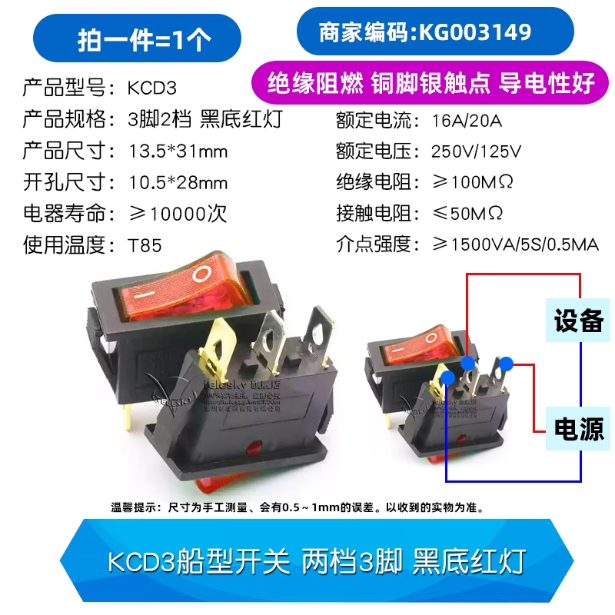 拍一件=1个
商家编码:KG003149
绝缘阻燃 铜脚银触点 导电性好
产品型号： KCD3
产品规格： 3脚2档 黑底红灯
产品尺寸： 13.5*31mm
开孔尺寸： 10.5*28mm
电器寿命： ≥10000次
使用温度： T85
额定电流： 16A/20A
额定电压： 250V/125V
绝缘电阻： ≥100MΩ
接触电阻： ≤50MΩ
介点强度： ≥1500VA/5S/0.5MA
设备
电源
Telesky 旗舰店
温馨提示：尺寸为手工测量、会有0.5~1mm的误差。以收到的实物为准。
KCD3船型开关 两档3脚 黑底红灯